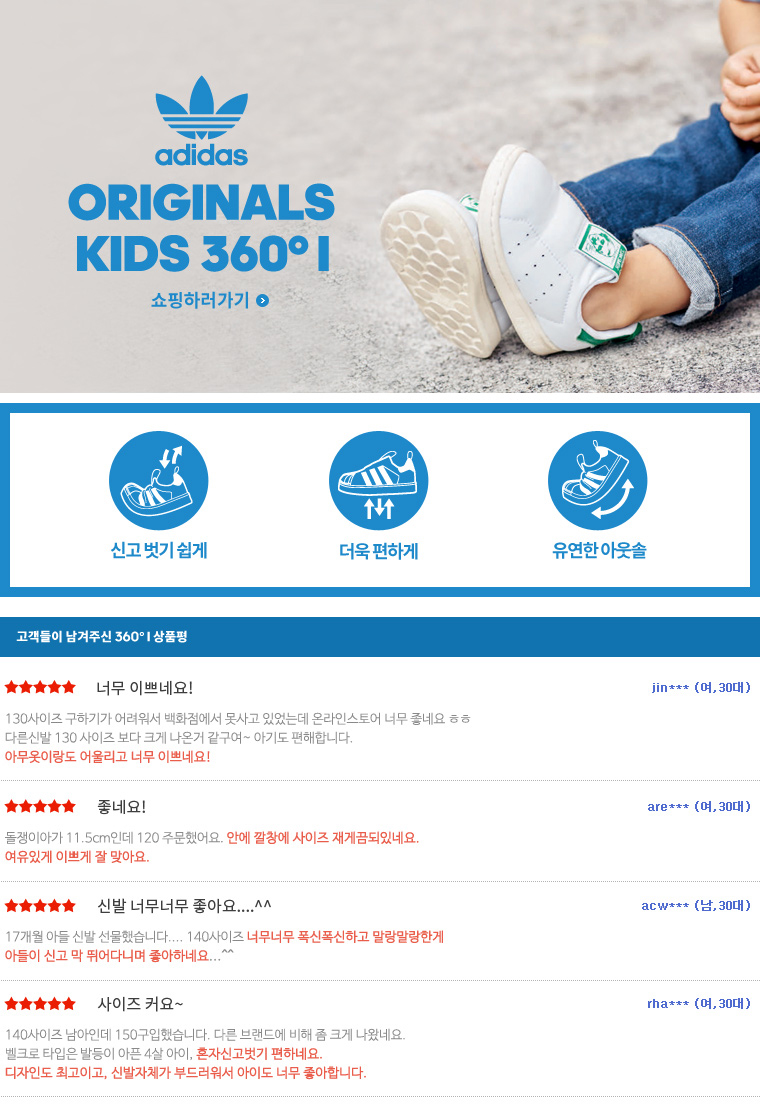 adidas
ORIGINALS
KIDS 360° I
쇼핑하러가기
신고 벗기 쉽게
더욱 편하게
유연한 아웃솔
고객들이 남겨주신 360° I 상품평
너무 이쁘네요!
jin*** (여,30대)
130사이즈 구하기가 어려워서 백화점에서 못사고 있었는데 온라인스토어 너무 좋네요 ㅎㅎ
다른신발 130 사이즈 보다 크게 나온거 같구여~ 아기도 편해합니다.
아무옷이랑도 어울리고 너무 이쁘네요!
좋네요!
are*** (여,30대)
돌쟁이아가 11.5cm인데 120 주문했어요. 안에 깔창에 사이즈 재게끔되있네요.
여유있게 이쁘게 잘 맞아요.
신발 너무너무 좋아요....^^
acw*** (남,30대)
17개월 아들 신발 선물했습니다.... 140사이즈 너무너무 폭신폭신하고 말랑말랑한게
아들이 신고 막 뛰어다니며 좋아하네요...^^
사이즈 커요~
rha*** (여,30대)
140사이즈 남아인데 150구입했습니다. 다른 브랜드에 비해 좀 크게 나왔네요.
벨크로 타입은 발등이 아픈 4살 아이, 혼자신고벗기 편하네요.
디자인도 최고이고, 신발자체가 부드러워서 아이도 너무 좋아합니다.